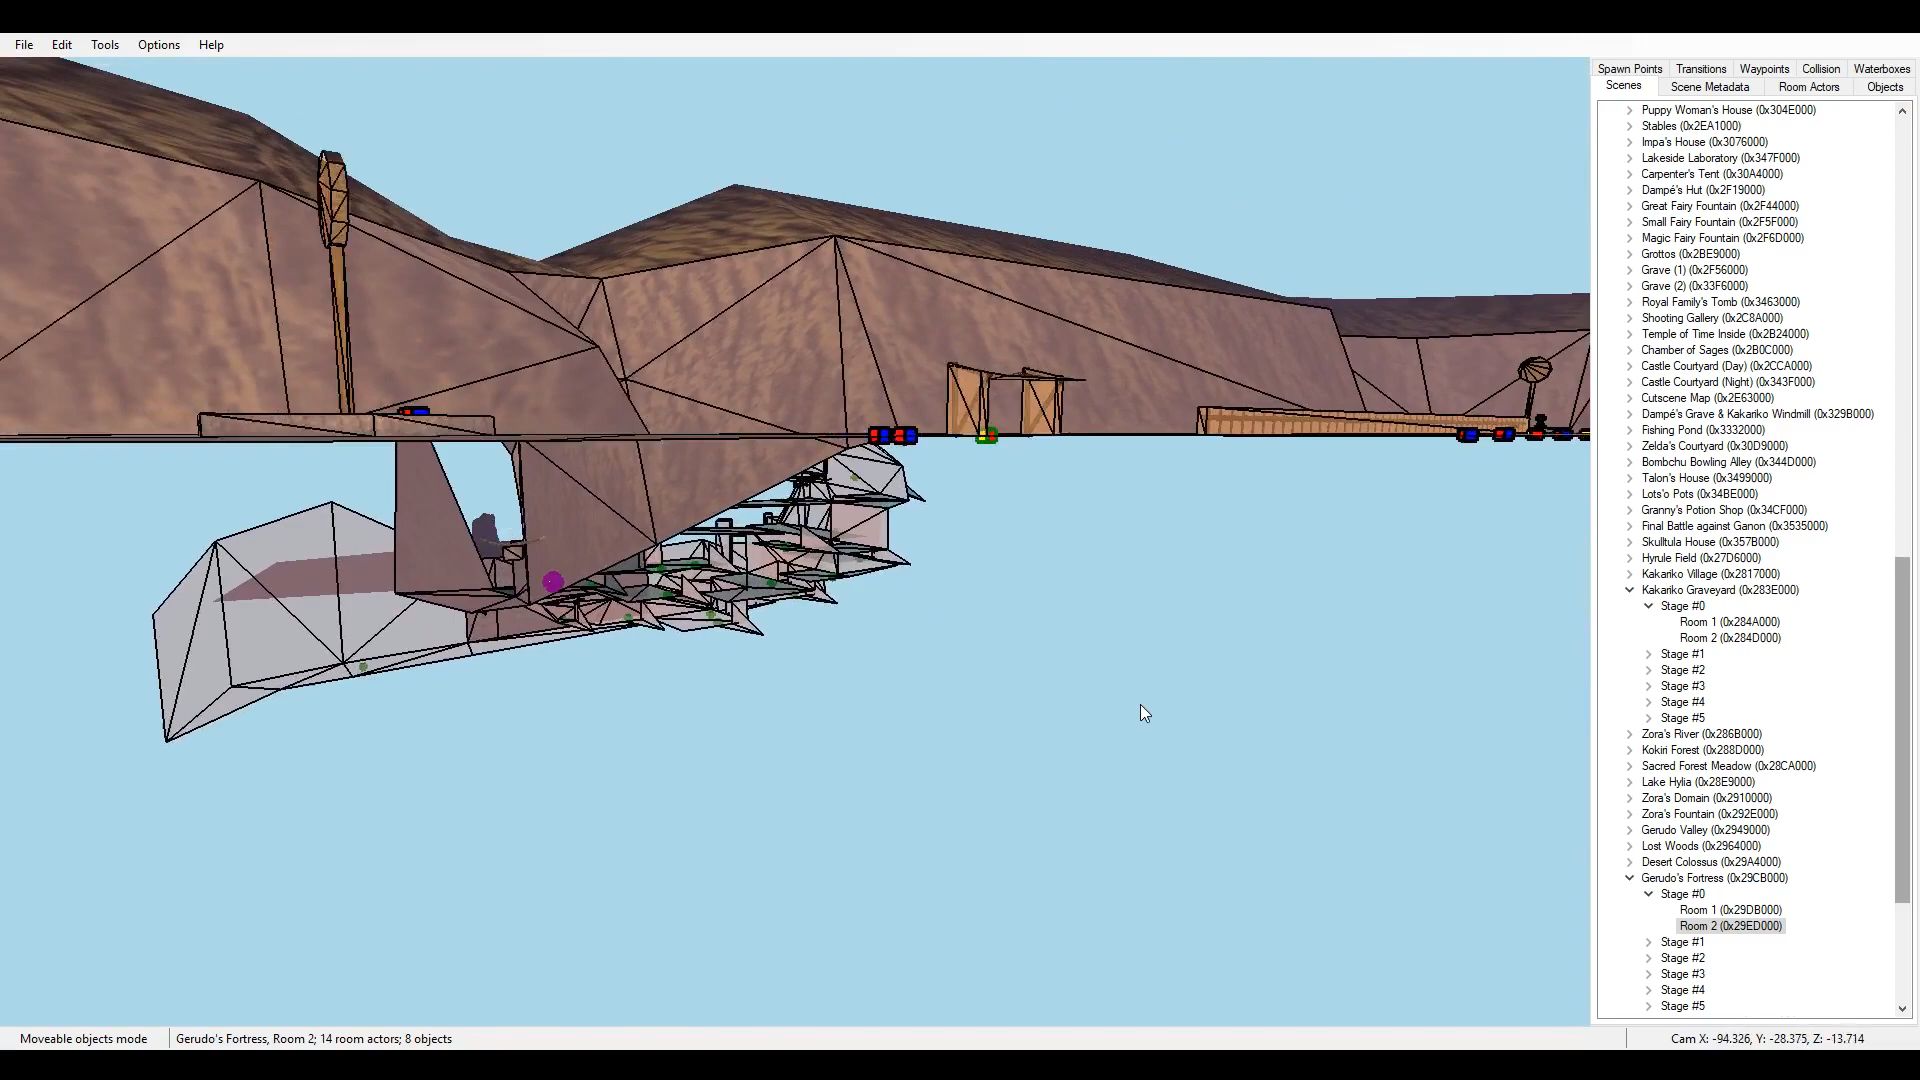 File Edit Tools Options Help
Spawn Points Transitions Waypoints Collision Waterboxes
Scenes Scene Metadata Room Actors Objects
Puppy Woman's House (0x304E000)
Stables (0x2EA1000)
Impa's House (0x3076000)
Lakeside Laboratory (0x347F000)
Carpenter's Tent (0x30A4000)
Dampé's Hut (0x2F19000)
Great Fairy Fountain (0x2F44000)
Small Fairy Fountain (0x2F5F000)
Magic Fairy Fountain (0x2F6D000)
Grottos (0x2BE9000)
Grave (1) (0x2F56000)
Grave (2) (0x33F6000)
Royal Family's Tomb (0x3463000)
Shooting Gallery (0x2C8A000)
Temple of Time Inside (0x2B24000)
Chamber of Sages (0x2B0C000)
Castle Courtyard (Day) (0x2CCA000)
Castle Courtyard (Night) (0x343F000)
Cutscene Map (0x2E63000)
Dampé's Grave & Kakariko Windmill (0x329B000)
Fishing Pond (0x3332000)
Zelda's Courtyard (0x30D9000)
Bombchu Bowling Alley (0x344D000)
Talon's House (0x3499000)
Lots'o Pots (0x34BE000)
Granny's Potion Shop (0x34CF000)
Final Battle against Ganon (0x3535000)
Skulltula House (0x357B000)
Hyrule Field (0x27D6000)
Kakariko Village (0x2817000)
Kakariko Graveyard (0x283E000)
Stage #0
Room 1 (0x284A000)
Room 2 (0x284D000)
Stage #1
Stage #2
Stage #3
Stage #4
Stage #5
Zora's River (0x286B000)
Kokiri Forest (0x288D000)
Sacred Forest Meadow (0x28CA000)
Lake Hylia (0x28E9000)
Zora's Domain (0x2910000)
Zora's Fountain (0x292E000)
Gerudo Valley (0x2949000)
Lost Woods (0x2964000)
Desert Colossus (0x29A4000)
Gerudo's Fortress (0x29CB000)
Stage #0
Room 1 (0x29DB000)
Room 2 (0x29ED000)
Stage #1
Stage #2
Stage #3
Stage #4
Stage #5
Moveable objects mode Gerudo's Fortress, Room 2; 14 room actors; 8 objects Cam X: -94.326, Y: -28.375, Z: -13.714